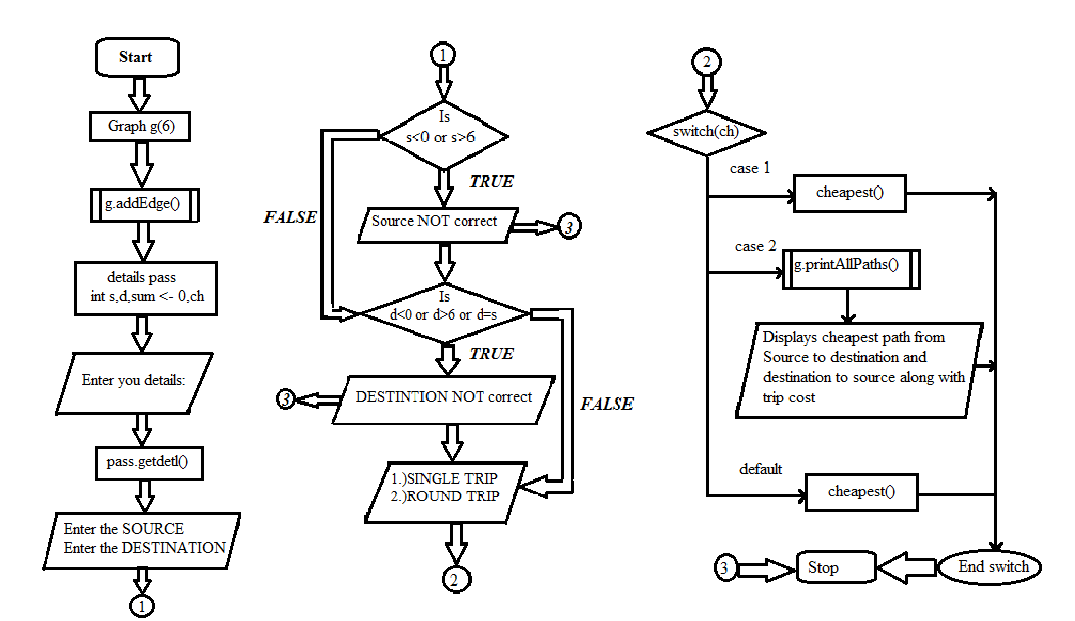 Start
Graph g(6)
g.addEdge()
details pass
int s,d,sum <- 0,ch
Enter you details:
pass.getdetl()
Enter the SOURCE
Enter the DESTINATION
1
1
Is
s<0 or s>6
TRUE
FALSE
Source NOT correct
3
Is
d<0 or d>6 or d=s
TRUE
FALSE
DESTINTION NOT correct
3
1.)SINGLE TRIP
2.)ROUND TRIP
2
2
switch(ch)
case 1
cheapest()
case 2
g.printAllPaths()
Displays cheapest path from
Source to destination and
destination to source along with
trip cost
default
cheapest()
3
Stop
End switch